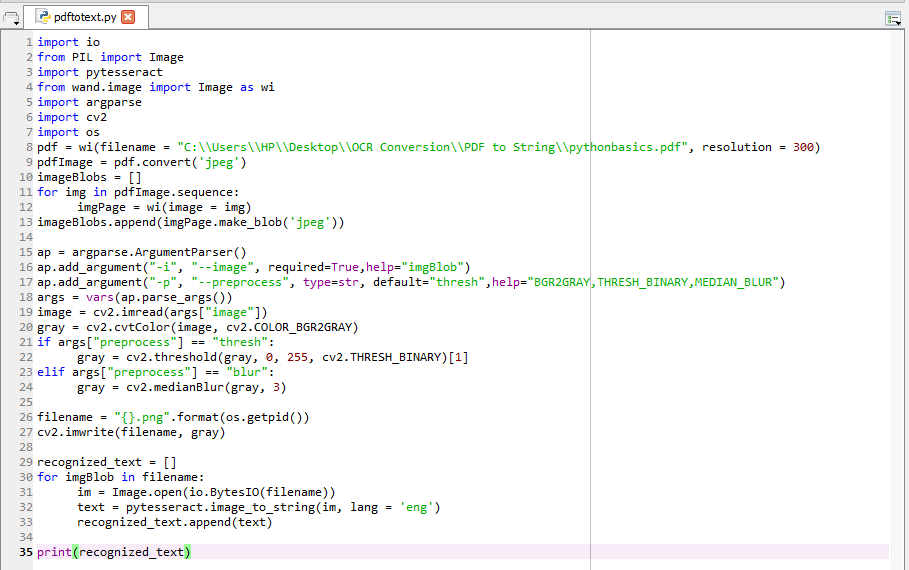 pdftotext.py
1 import io
2 from PIL import Image
3 import pytesseract
4 from wand.image import Image as wi
5 import argparse
6 import cv2
7 import os
8 pdf = wi(filename = "C:\\Users\\HP\\Desktop\\OCR Conversion\\PDF to String\\pythonbasics.pdf", resolution = 300)
9 pdfImage = pdf.convert('jpeg')
10 imageBlobs = []
11 for img in pdfImage.sequence:
12       imgPage = wi(image = img)
13 imageBlobs.append(imgPage.make_blob('jpeg'))
14
15 ap = argparse.ArgumentParser()
16 ap.add_argument("-i", "--image", required=True,help="imgBlob")
17 ap.add_argument("-p", "--preprocess", type=str, default="thresh",help="BGR2GRAY,THRESH_BINARY,MEDIAN_BLUR")
18 args = vars(ap.parse_args())
19 image = cv2.imread(args["image"])
20 gray = cv2.cvtColor(image, cv2.COLOR_BGR2GRAY)
21 if args["preprocess"] == "thresh":
22       gray = cv2.threshold(gray, 0, 255, cv2.THRESH_BINARY)[1]
23 elif args["preprocess"] == "blur":
24       gray = cv2.medianBlur(gray, 3)
25
26 filename = "{}.png".format(os.getpid())
27 cv2.imwrite(filename, gray)
28
29 recognized_text = []
30 for imgBlob in filename:
31       im = Image.open(io.BytesIO(filename))
32       text = pytesseract.image_to_string(im, lang = 'eng')
33       recognized_text.append(text)
34
35 print(recognized_text)